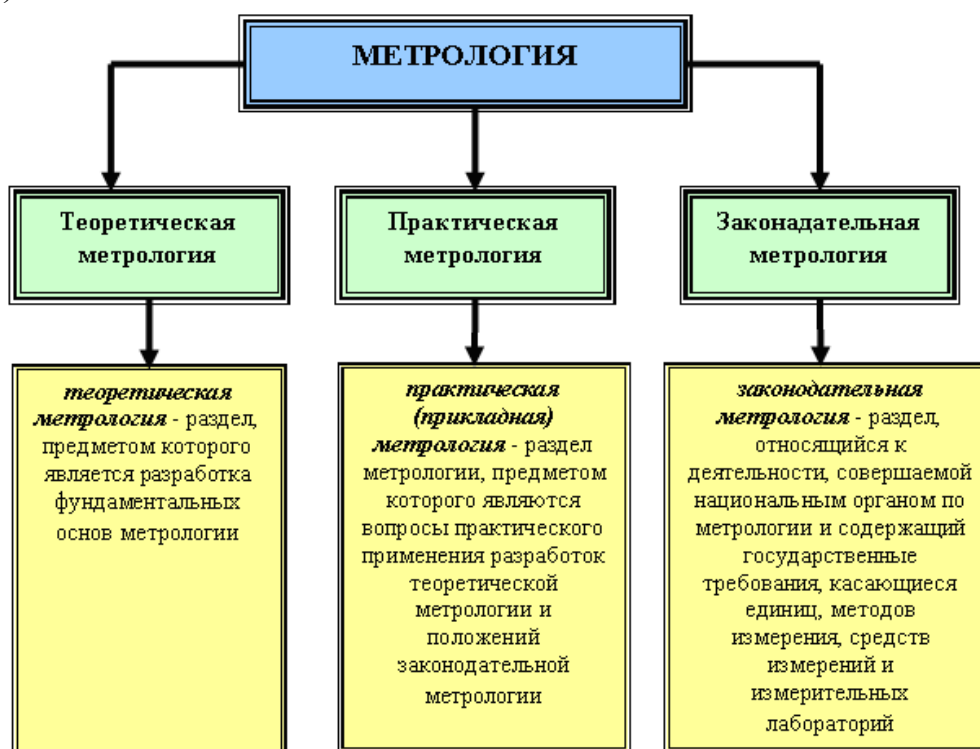 МЕТРОЛОГИЯ
Теоретическая
метрология
Практическая
метрология
Законадательная
метрология
теоретическая
метрология - раздел,
предметом которого
является разработка
фундаментальных
основ метрологии
практическая
(прикладная)
метрология - раздел
метрологии, предметом
которого являются
вопросы практического
применения разработок
теоретической
метрологии и
положений
законодательной
метрологии
законодательная
метрология - раздел,
относящийся к
деятельности, совершаемой
национальным органом по
метрологии и содержащий
государственные
требования, касающиеся
единиц, методов
измерения, средств
измерений и
измерительных
лабораторий